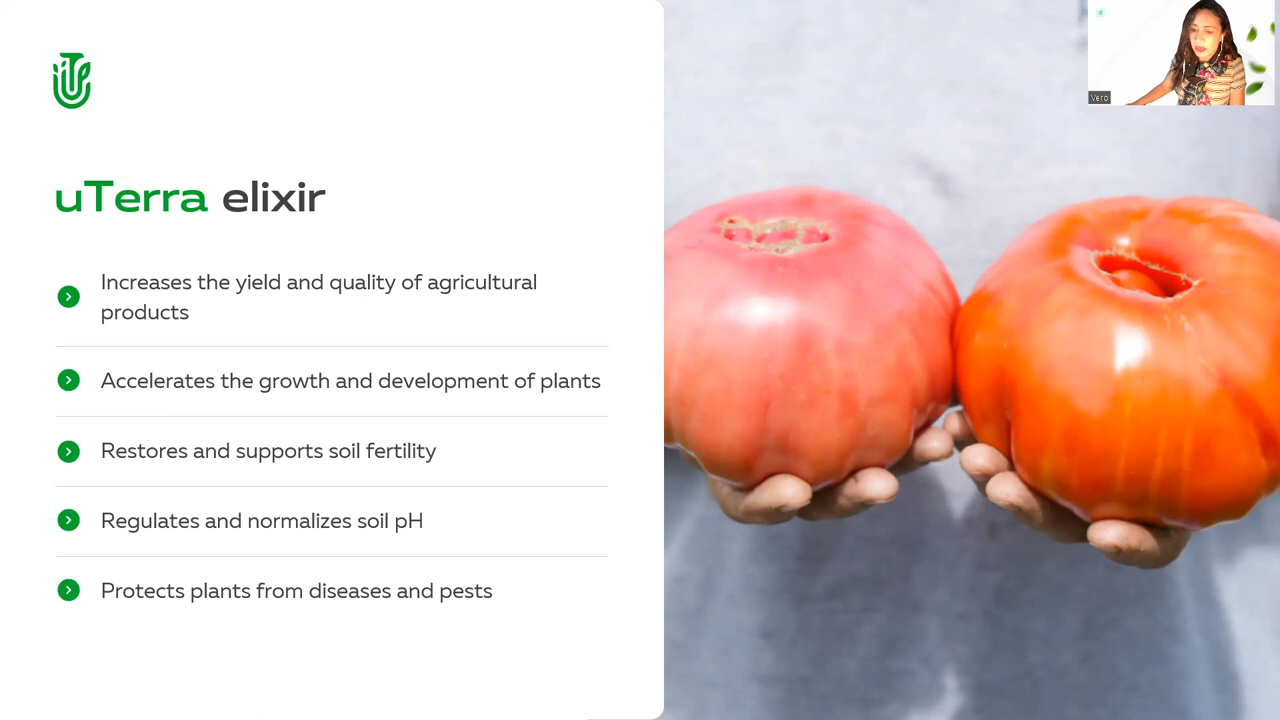 uTerra elixir
Increases the yield and quality of agricultural
products
Accelerates the growth and development of plants
Restores and supports soil fertility
Regulates and normalizes soil pH
Protects plants from diseases and pests
Vero